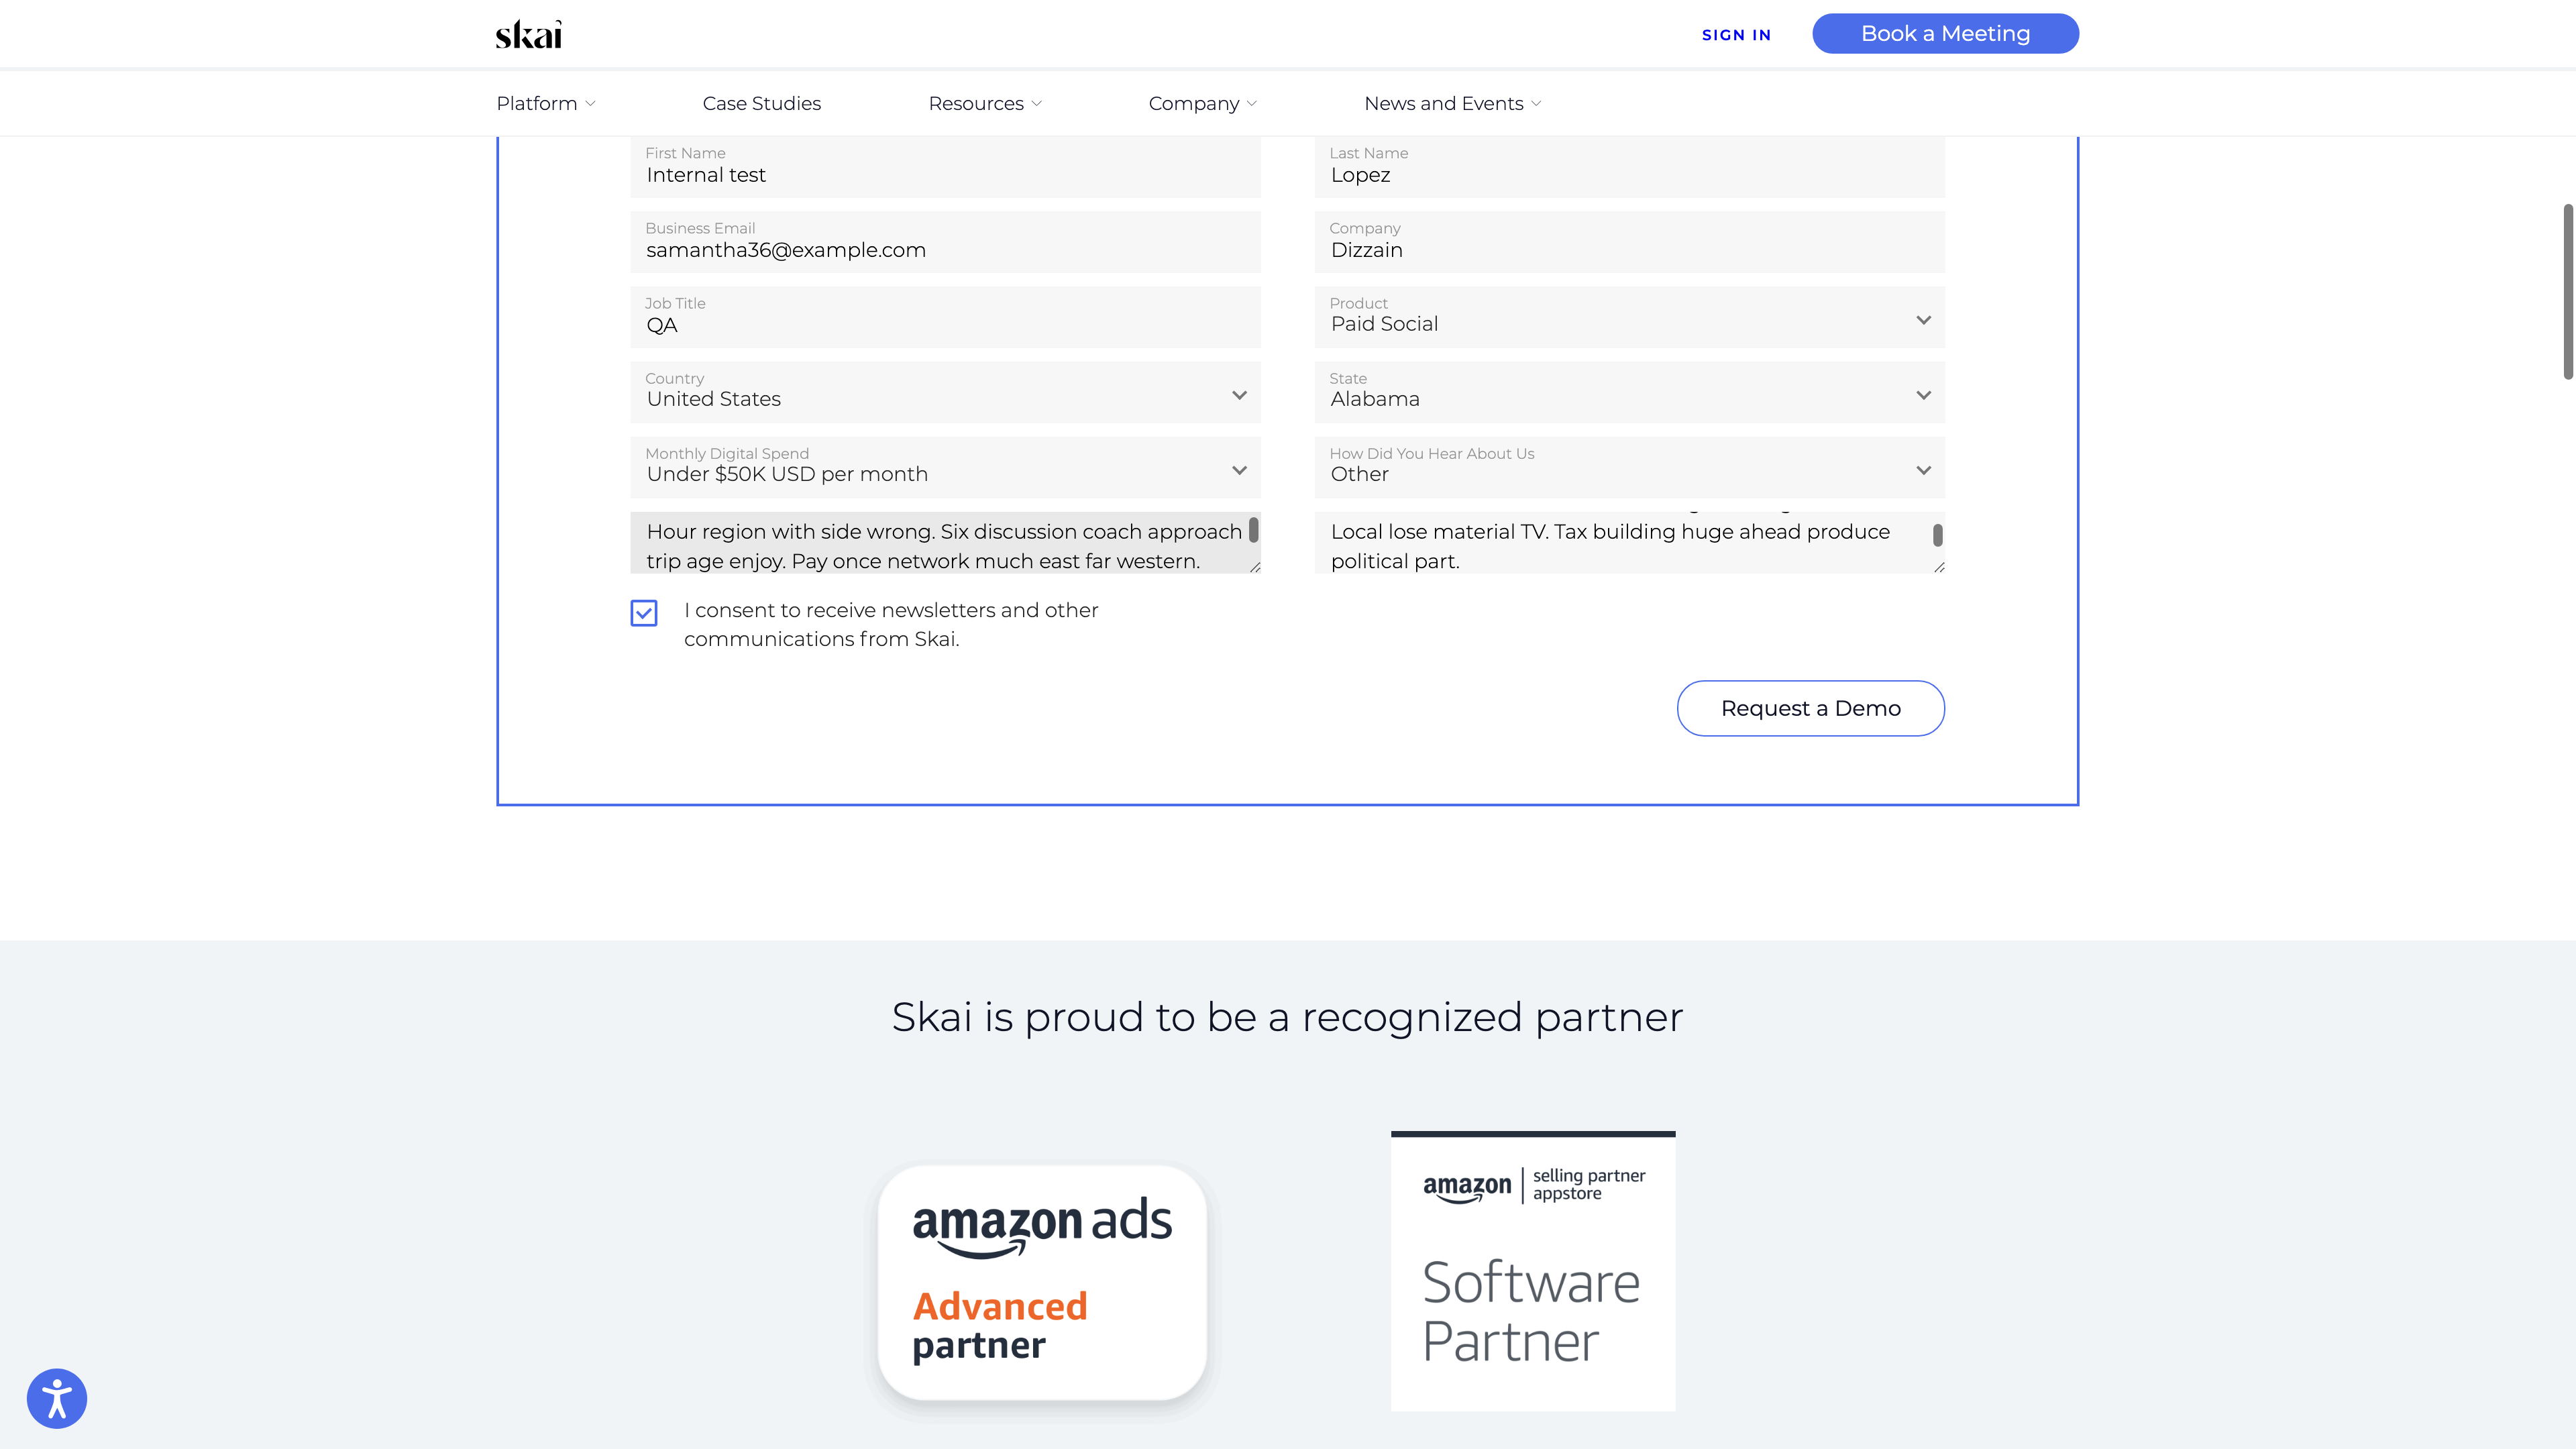 skai
SIGN IN
Book a Meeting
Platform
Case Studies
Resources
Company
News and Events
First Name
Internal test
Last Name
Lopez
Business Email
samantha36@example.com
Company
Dizzain
Job Title
QA
Product
Paid Social
Country
United States
State
Alabama
Monthly Digital Spend
Under $50K USD per month
How Did You Hear About Us
Other
Hour region with side wrong. Six discussion coach approach
trip age enjoy. Pay once network much east far western.
Local lose material TV. Tax building huge ahead produce
political part.
I consent to receive newsletters and other
communications from Skai.
Request a Demo
Skai is proud to be a recognized partner
amazon ads
Advanced
partner
amazon | selling partner
appstore
Software
Partner